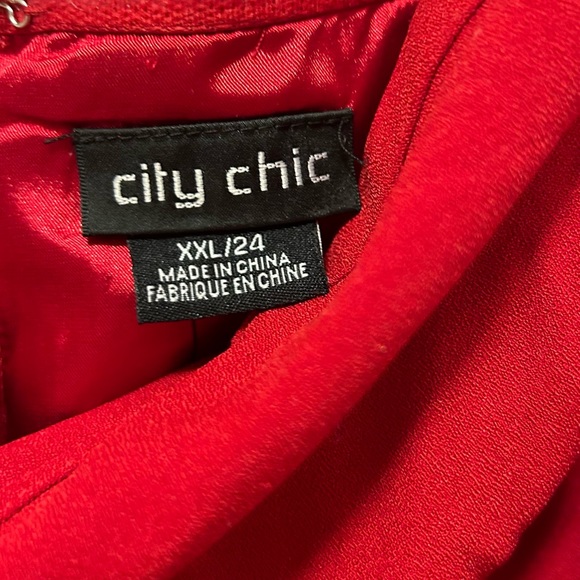 city chic
XXL/24
MADE IN CHINA
FABRIQUE EN CHINE